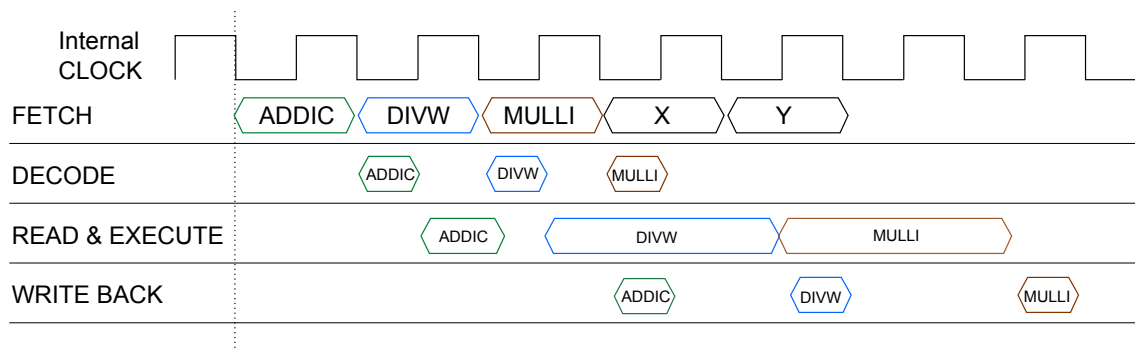 Internal
CLOCK
FETCH ADDIC DIVW MULLI X Y
DECODE ADDIC DIVW MULLI
READ & EXECUTE ADDIC DIVW MULLI
WRITE BACK ADDIC DIVW MULLI